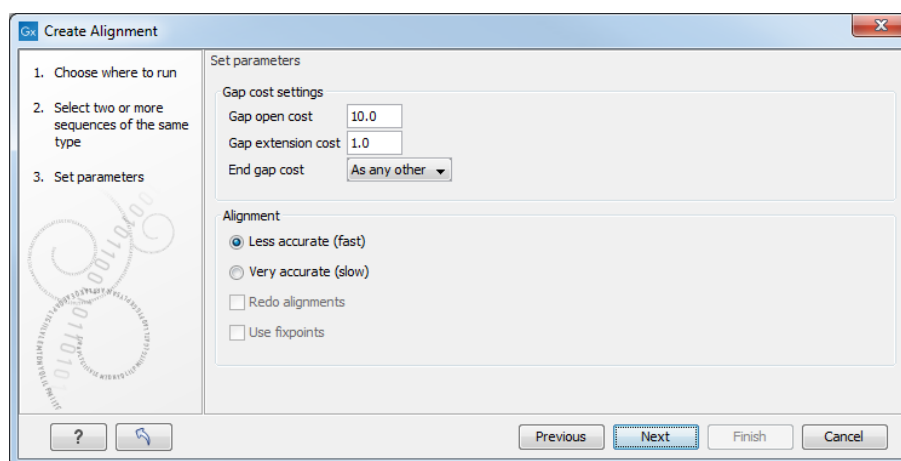 Gx Create Alignment
1. Choose where to run
2. Select two or more
sequences of the same
type
3. Set parameters
Set parameters
Gap cost settings
Gap open cost 10.0
Gap extension cost 1.0
End gap cost As any other
Alignment
Less accurate (fast)
Very accurate (slow)
Redo alignments
Use fixpoints
? Previous Next Finish Cancel